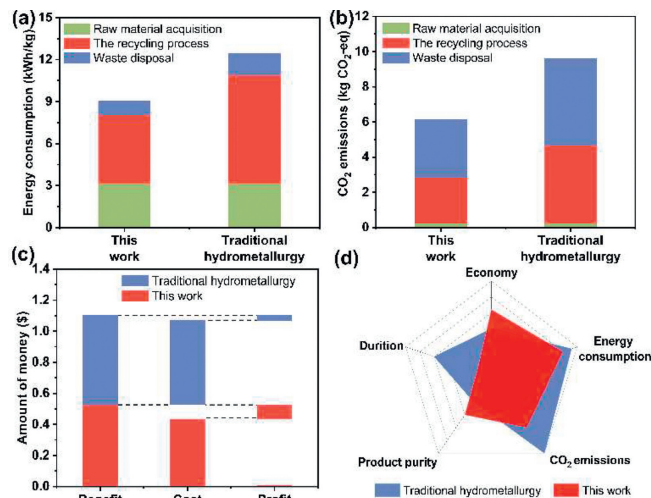 (a)
15
12
9
6
3
0
Energy consumption (kWh/kg)
Raw material acquisition
The recycling process
Waste disposal
This
work
Traditional
hydrometallurgy
(b)
12
10
8
6
4
2
0
CO2 emissions (kg CO2-eq)
Raw material acquisition
The recycling process
Waste disposal
This
work
Traditional
hydrometallurgy
(c)
1.4
1.2
1.0
0.8
0.6
0.4
0.2
0.0
Amount of money ($)
Traditional hydrometallurgy
This work
Benefit
Cost
Profit
(d)
Economy
Energy
consumption
CO2 emissions
Product purity
Durition
Traditional hydrometallurgy
This work